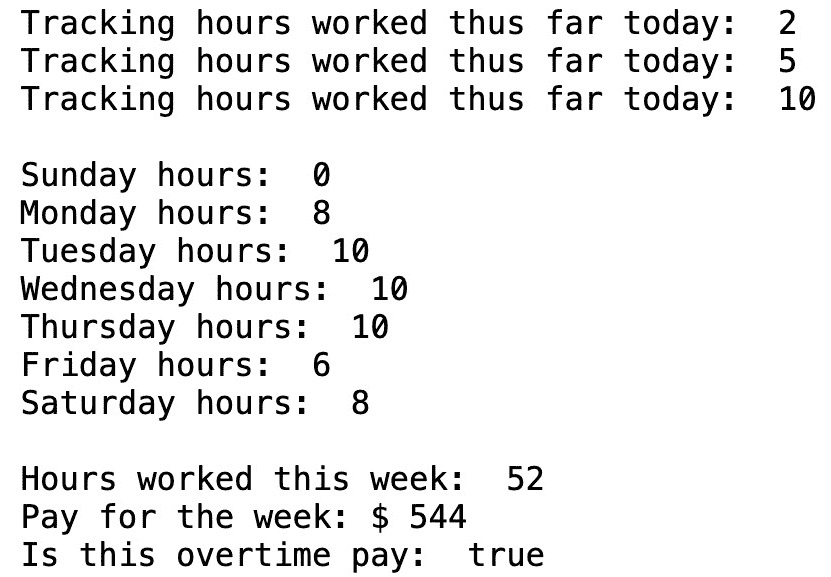 Tracking hours worked thus far today:  2
Tracking hours worked thus far today:  5
Tracking hours worked thus far today:  10
Sunday hours:  0
Monday hours:  8
Tuesday hours:  10
Wednesday hours:  10
Thursday hours:  10
Friday hours:  6
Saturday hours:  8
Hours worked this week:  52
Pay for the week: $ 544
Is this overtime pay:  true